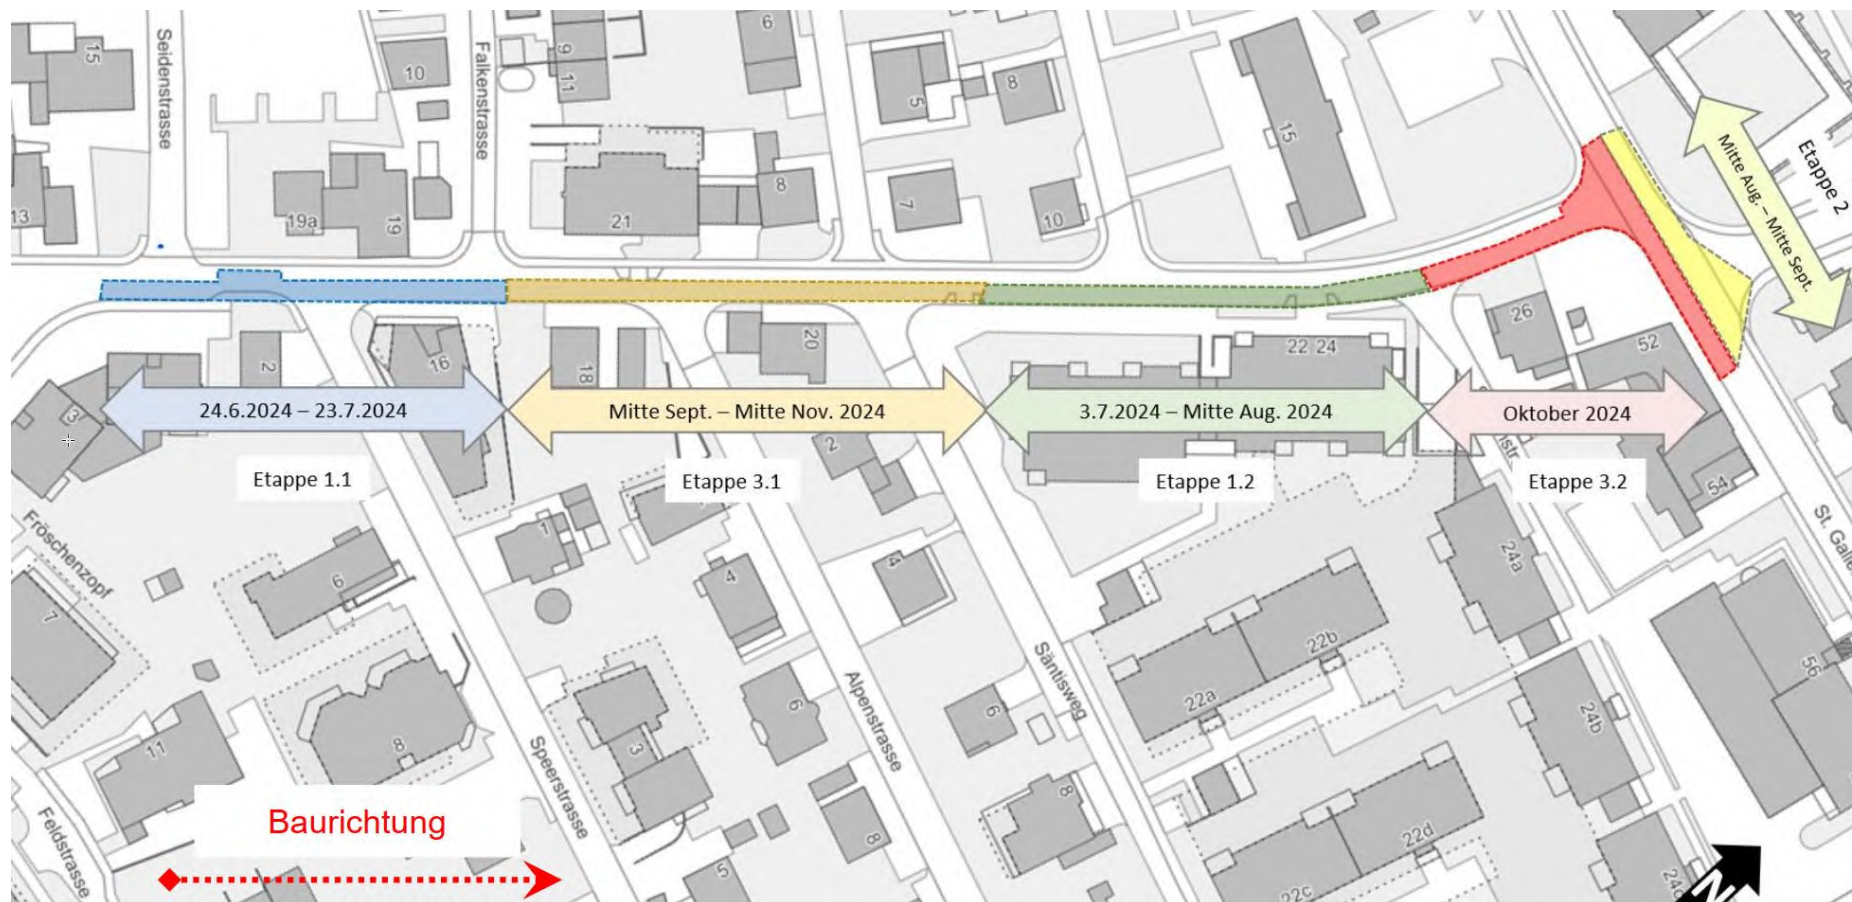 15
Seidenstrasse
10
Falkenstrasse
9
11
6
5
8
15
Etappe 2
Mitte Aug. – Mitte Sept.
13
19a
19
21
8
7
10
2
16
18
20
22 24
26
52
3
24.6.2024 – 23.7.2024
Mitte Sept. – Mitte Nov. 2024
3.7.2024 – Mitte Aug. 2024
Oktober 2024
2
Etappe 1.1
Etappe 3.1
Etappe 1.2
Etappe 3.2
54
Fröschenzopf
1
24a
7
6
4
4
22b
56
Säntisweg
Alpenstrasse
22a
6
6
24b
11
8
3
Speerstrasse
8
8
22d
Baurichtung
Feldstrasse
5
22c
N